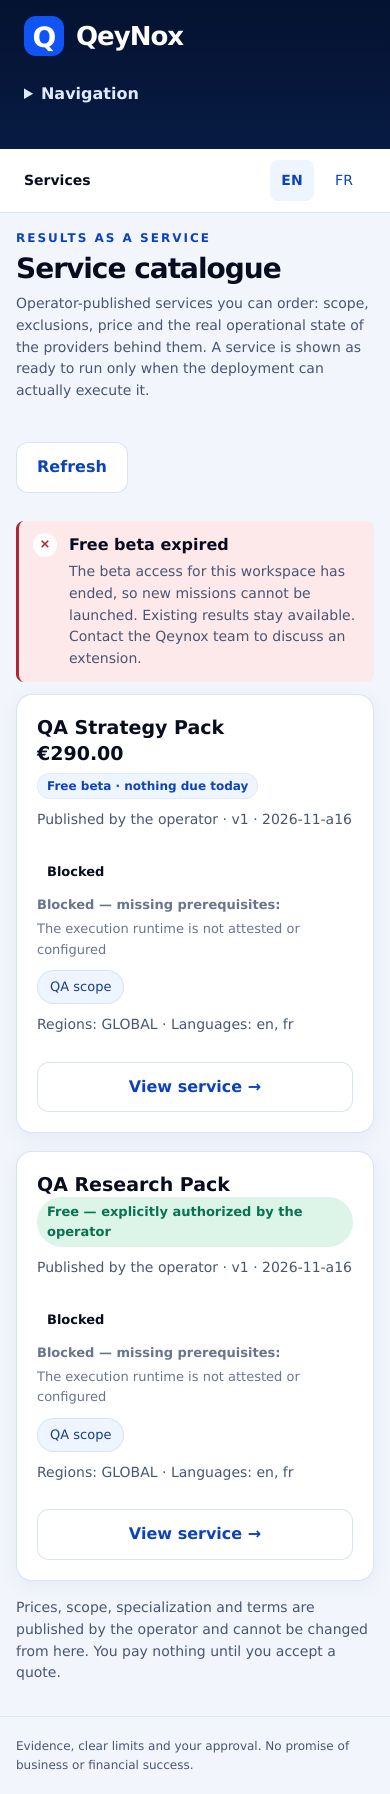 Q QeyNox
▶ Navigation
Services EN FR
RESULTS AS A SERVICE
Service catalogue
Operator-published services you can order: scope,
exclusions, price and the real operational state of
the providers behind them. A service is shown as
ready to run only when the deployment can
actually execute it.
Refresh
× Free beta expired
The beta access for this workspace has
ended, so new missions cannot be
launched. Existing results stay available.
Contact the Qeynox team to discuss an
extension.
QA Strategy Pack
€290.00
Free beta · nothing due today
Published by the operator · v1 · 2026-11-a16
Blocked
Blocked — missing prerequisites:
The execution runtime is not attested or
configured
QA scope
Regions: GLOBAL · Languages: en, fr
View service →
QA Research Pack
Free — explicitly authorized by the
operator
Published by the operator · v1 · 2026-11-a16
Blocked
Blocked — missing prerequisites:
The execution runtime is not attested or
configured
QA scope
Regions: GLOBAL · Languages: en, fr
View service →
Prices, scope, specialization and terms are
published by the operator and cannot be changed
from here. You pay nothing until you accept a
quote.
Evidence, clear limits and your approval. No promise of
business or financial success.